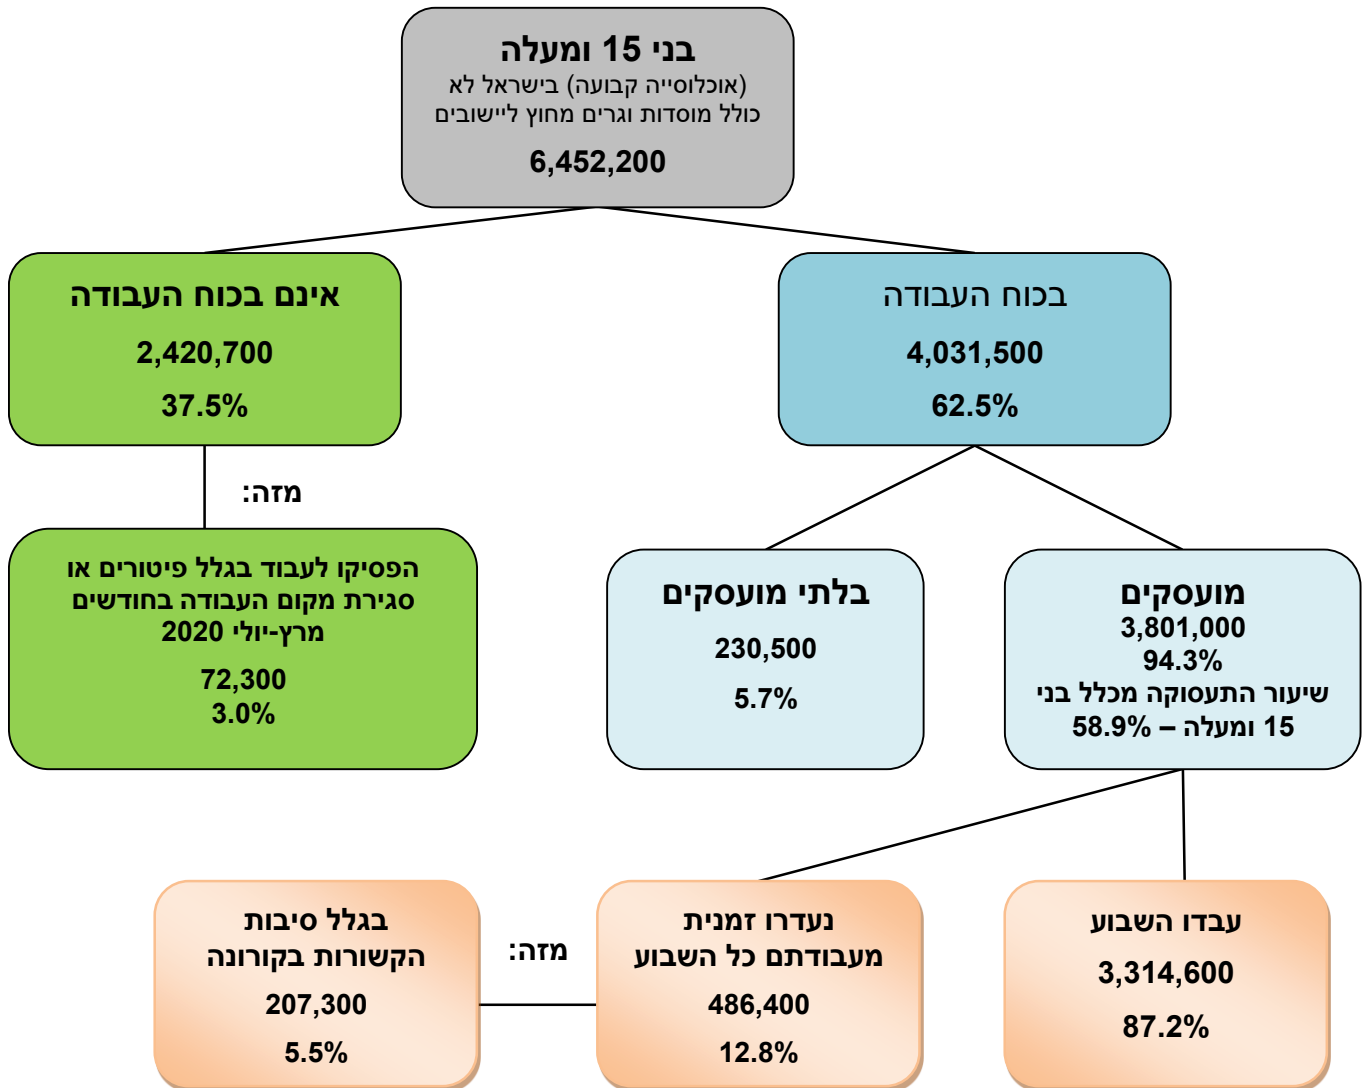 בני 15 ומעלה
(אוכלוסייה קבועה) בישראל לא
כולל מוסדות וגרים מחוץ ליישובים
6,452,200
בכוח העבודה
4,031,500
62.5%
אינם בכוח העבודה
2,420,700
37.5%
מזה:
מועסקים
3,801,000
94.3%
שיעור התעסוקה מכלל בני
15 ומעלה – 58.9%
בלתי מועסקים
230,500
5.7%
הפסיקו לעבוד בגלל פיטורים או
סגירת מקום העבודה בחודשים
מרץ-יולי 2020
72,300
3.0%
עבדו השבוע
3,314,600
87.2%
נעדרו זמנית
מעבודתם כל השבוע
486,400
12.8%
מזה:
בגלל סיבות
הקשורות בקורונה
207,300
5.5%